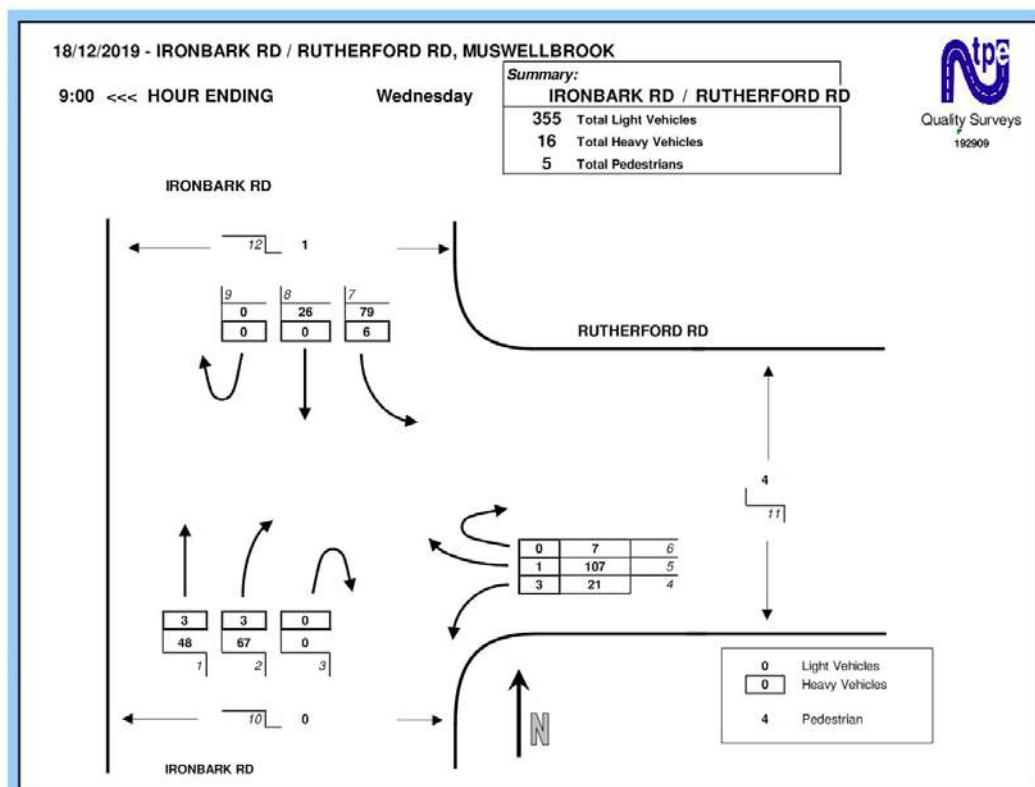 18/12/2019 - IRONBARK RD / RUTHERFORD RD, MUSWELLBROOK
9:00 <<< HOUR ENDING Wednesday
Summary:
IRONBARK RD / RUTHERFORD RD
355 Total Light Vehicles
16 Total Heavy Vehicles
5 Total Pedestrians
tpe
Quality Surveys
192909
IRONBARK RD
12 1
9 8 7
0 26 79
0 0 6
RUTHERFORD RD
4
11
0 7 6
1 107 5
3 21 4
3 3 0
48 67 0
1 2 3
10 0
IRONBARK RD
N
0 Light Vehicles
0 Heavy Vehicles
4 Pedestrian